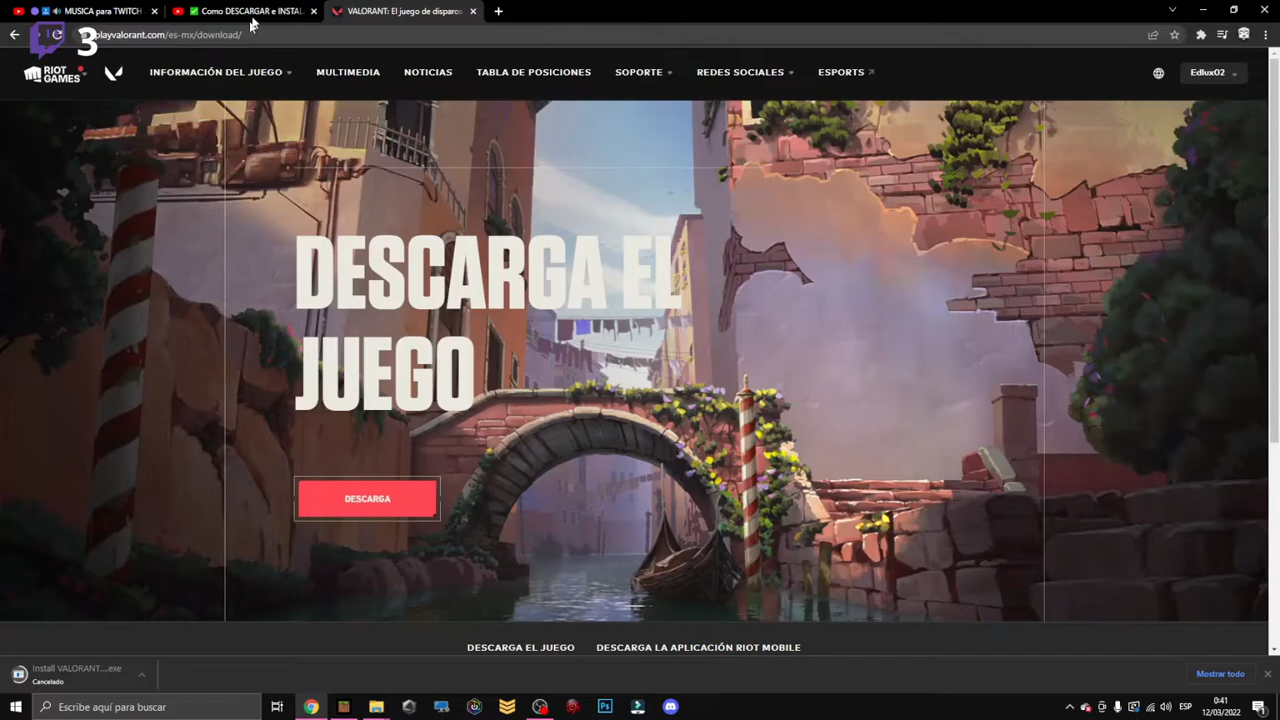 MUSICA para TWITCH
Como DESCARGAR e INSTAL
VALORANT: El juego de disparos
3
playvalorant.com/es-mx/download/
RIOT GAMES
INFORMACIÓN DEL JUEGO
MULTIMEDIA
NOTICIAS
TABLA DE POSICIONES
SOPORTE
REDES SOCIALES
ESPORTS
Edlux02
DESCARGA EL
JUEGO
DESCARGA
DESCARGA EL JUEGO
DESCARGA LA APLICACIÓN RIOT MOBILE
Install VALORANT....exe
Cancelado
Mostrar todo
Escribe aquí para buscar
Ps
ESP
0:41
12/03/2022
1